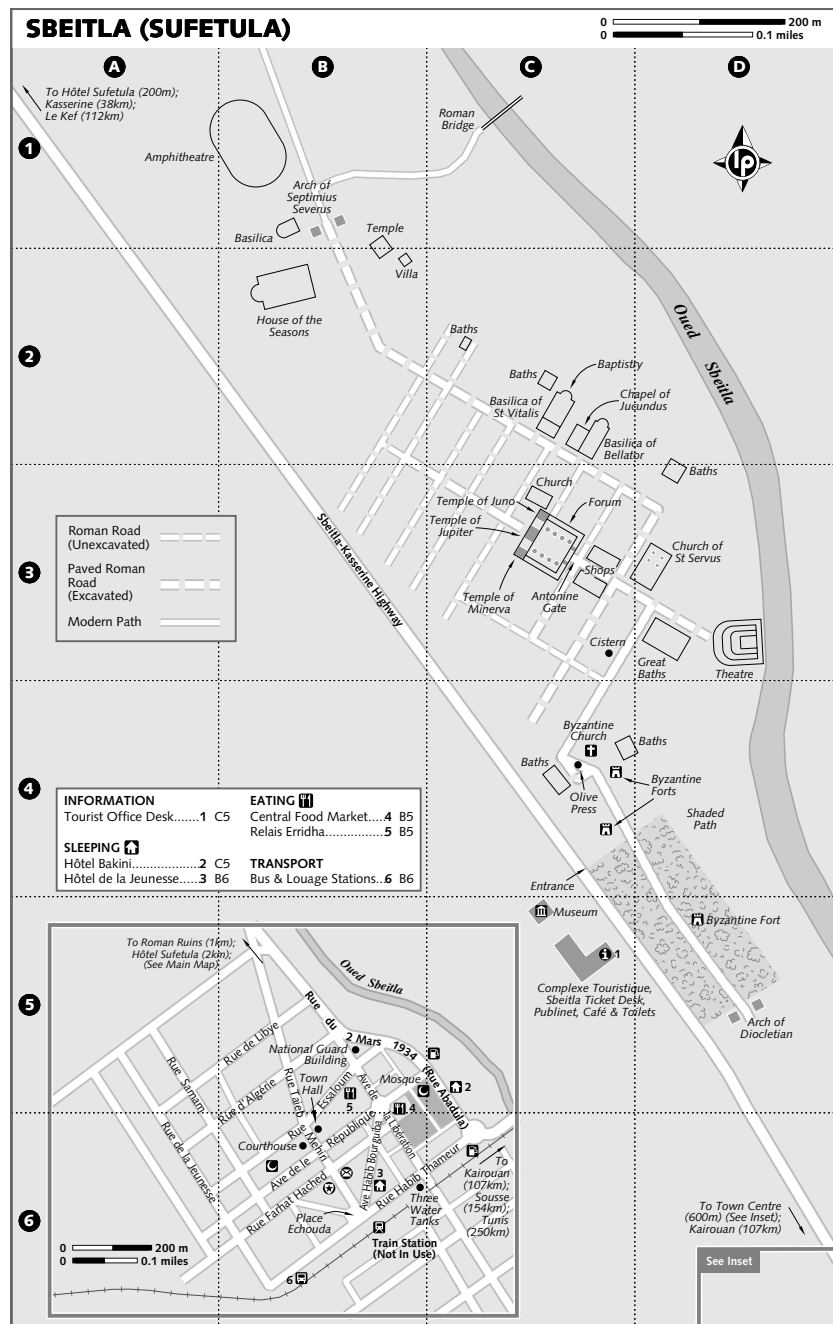 SBEITLA (SUFETULA)
0 200 m
0 0.1 miles
A B C D
To Hôtel Sufetula (200m);
Kasserine (38km);
Le Kef (112km)
Roman
Bridge
1
lp
Amphitheatre
Arch of
Septimius
Severus
Basilica
Temple
Villa
House of the
Seasons
Oued
Sbeitla
2
Baths
Baths
Baptistry
Basilica of
St Vitalis
Chapel of
Jucundus
Basilica of
Bellator
Baths
Church
Temple of Juno
Forum
Temple of
Jupiter
Sbeitla-Kasserine Highway
Roman Road
(Unexcavated)
Paved Roman
Road
(Excavated)
Modern Path
3
Church of
St Servus
Shops
Temple of
Minerva
Antonine
Gate
Cistern
Great
Baths
Theatre
Byzantine
Church
Baths
Baths
4
Olive
Press
Byzantine
Forts
Shaded
Path
INFORMATION
Tourist Office Desk.......1 C5
SLEEPING
Hôtel Bakini..................2 C5
Hôtel de la Jeunesse.....3 B6
EATING
Central Food Market....4 B5
Relais Erridha...............5 B5
TRANSPORT
Bus & Louage Stations..6 B6
Entrance
Museum
Byzantine Fort
1
Complexe Touristique,
Sbeitla Ticket Desk,
Publinet, Café & Toilets
Arch of
Diocletian
5
To Roman Ruins (1km);
Hôtel Sufetula (2km);
(See Main Map)
Oued Sbeitla
Rue du 2 Mars 1934 (Rue Abadula)
Rue de Libye
National Guard
Building
Rue Samam
Rue d'Algérie
Rue Taieb Mehiri
Town
Hall
Rue Essaloum
Ave de la Libération
Mosque
2
5
4
Rue de la Jeunesse
Courthouse
Ave de le République
Ave Habib Bourguiba
Rue Farhat Hached
3
Rue Habib Thameur
To
Kairouan
(107km);
Sousse
(154km);
Tunis
(250km)
6
Place
Echouda
Three
Water
Tanks
Train Station
(Not In Use)
0 200 m
0 0.1 miles
6
To Town Centre
(600m) (See Inset);
Kairouan (107km)
See Inset